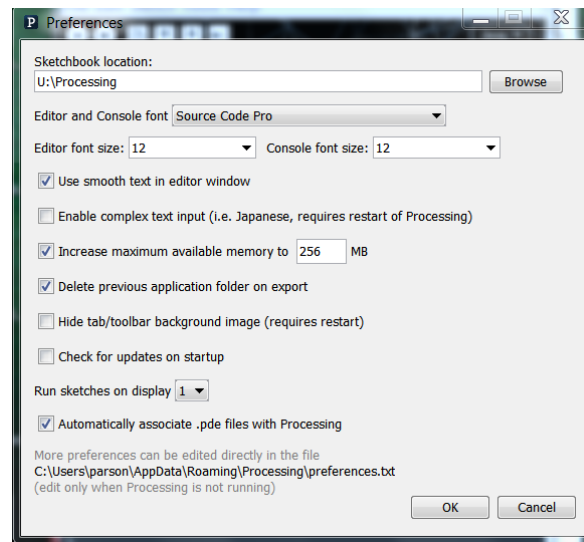 P Preferences
Sketchbook location:
U:\Processing
Browse
Editor and Console font Source Code Pro
Editor font size: 12 Console font size: 12
Use smooth text in editor window
Enable complex text input (i.e. Japanese, requires restart of Processing)
Increase maximum available memory to 256 MB
Delete previous application folder on export
Hide tab/toolbar background image (requires restart)
Check for updates on startup
Run sketches on display 1
Automatically associate .pde files with Processing
More preferences can be edited directly in the file
C:\Users\parson\AppData\Roaming\Processing\preferences.txt
(edit only when Processing is not running)
OK Cancel